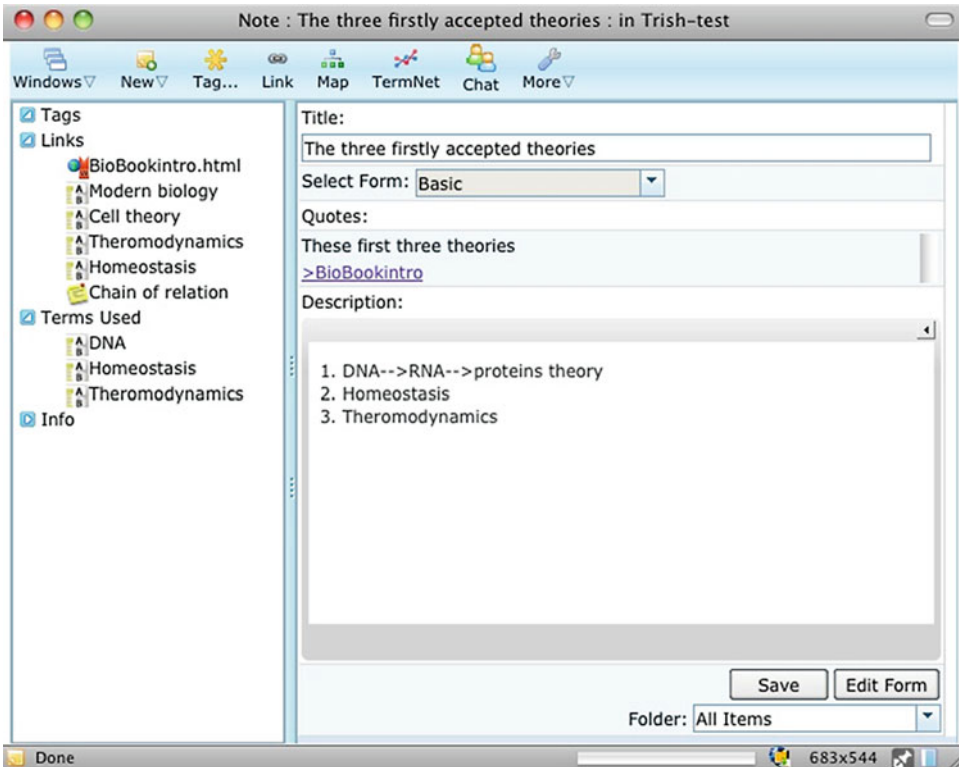 Note : The three firstly accepted theories : in Trish-test
Windows▽ New▽ Tag... Link Map TermNet Chat More▽
Tags
Links
BioBookintro.html
Modern biology
Cell theory
Theromodynamics
Homeostasis
Chain of relation
Terms Used
DNA
Homeostasis
Theromodynamics
Info
Title:
The three firstly accepted theories
Select Form: Basic
Quotes:
These first three theories
>BioBookintro
Description:
1. DNA-->RNA-->proteins theory
2. Homeostasis
3. Theromodynamics
Save Edit Form
Folder: All Items
Done 683x544